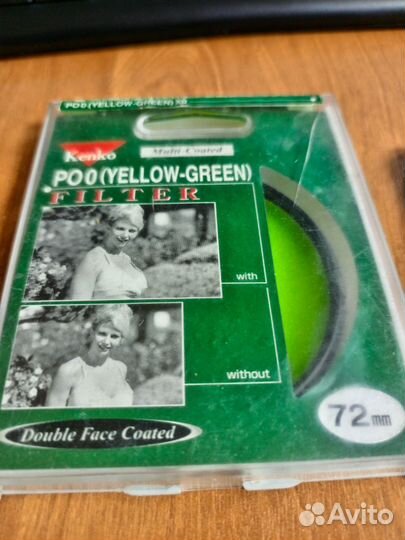 PO0(YELLOW-GREEN) X0
Kenko
Multi-Coated
PO0(YELLOW-GREEN)
FILTER
with
without
72mm
Double Face Coated
Avito